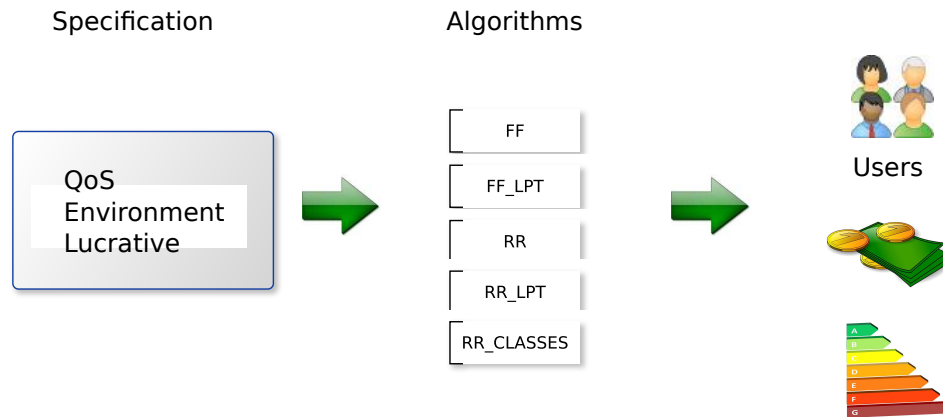 Specification
Algorithms
QoS
Environment
Lucrative
FF
FF_LPT
RR
RR_LPT
RR_CLASSES
Users
A
B
C
D
E
F
G